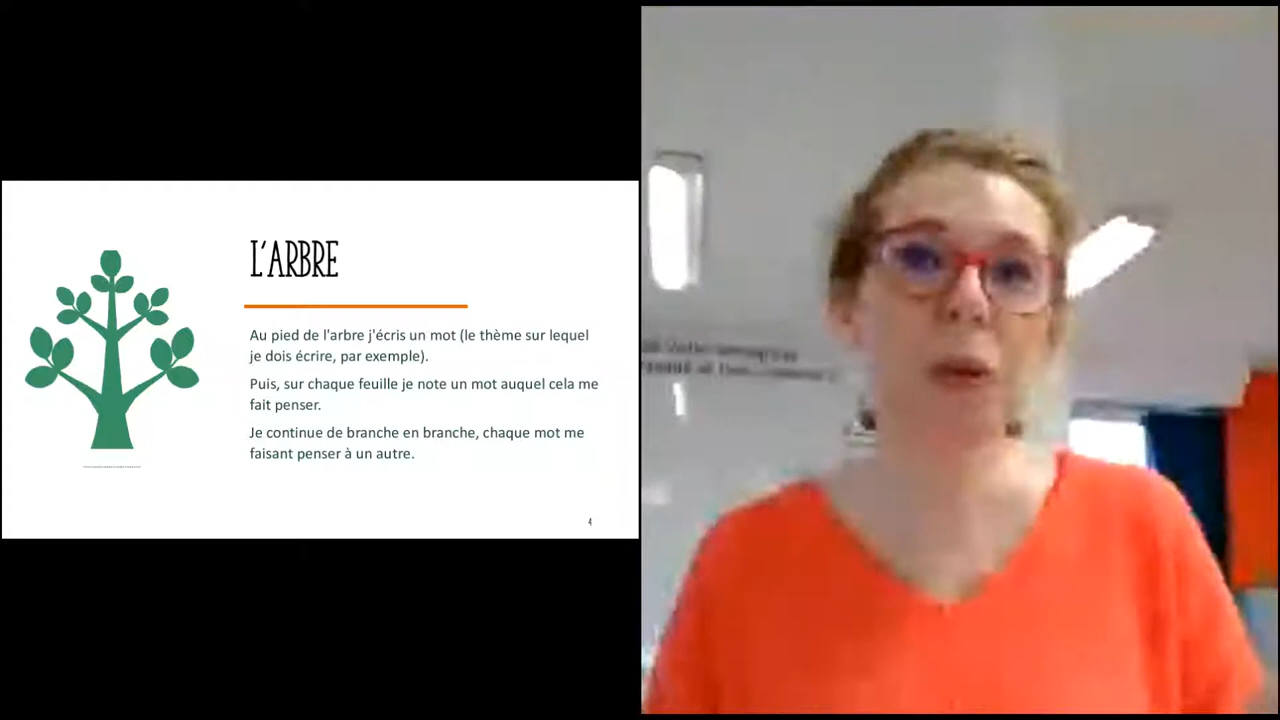 L'ARBRE
Au pied de l'arbre j'écris un mot (le thème sur lequel
je dois écrire, par exemple).
Puis, sur chaque feuille je note un mot auquel cela me
fait penser.
Je continue de branche en branche, chaque mot me
faisant penser à un autre.
4